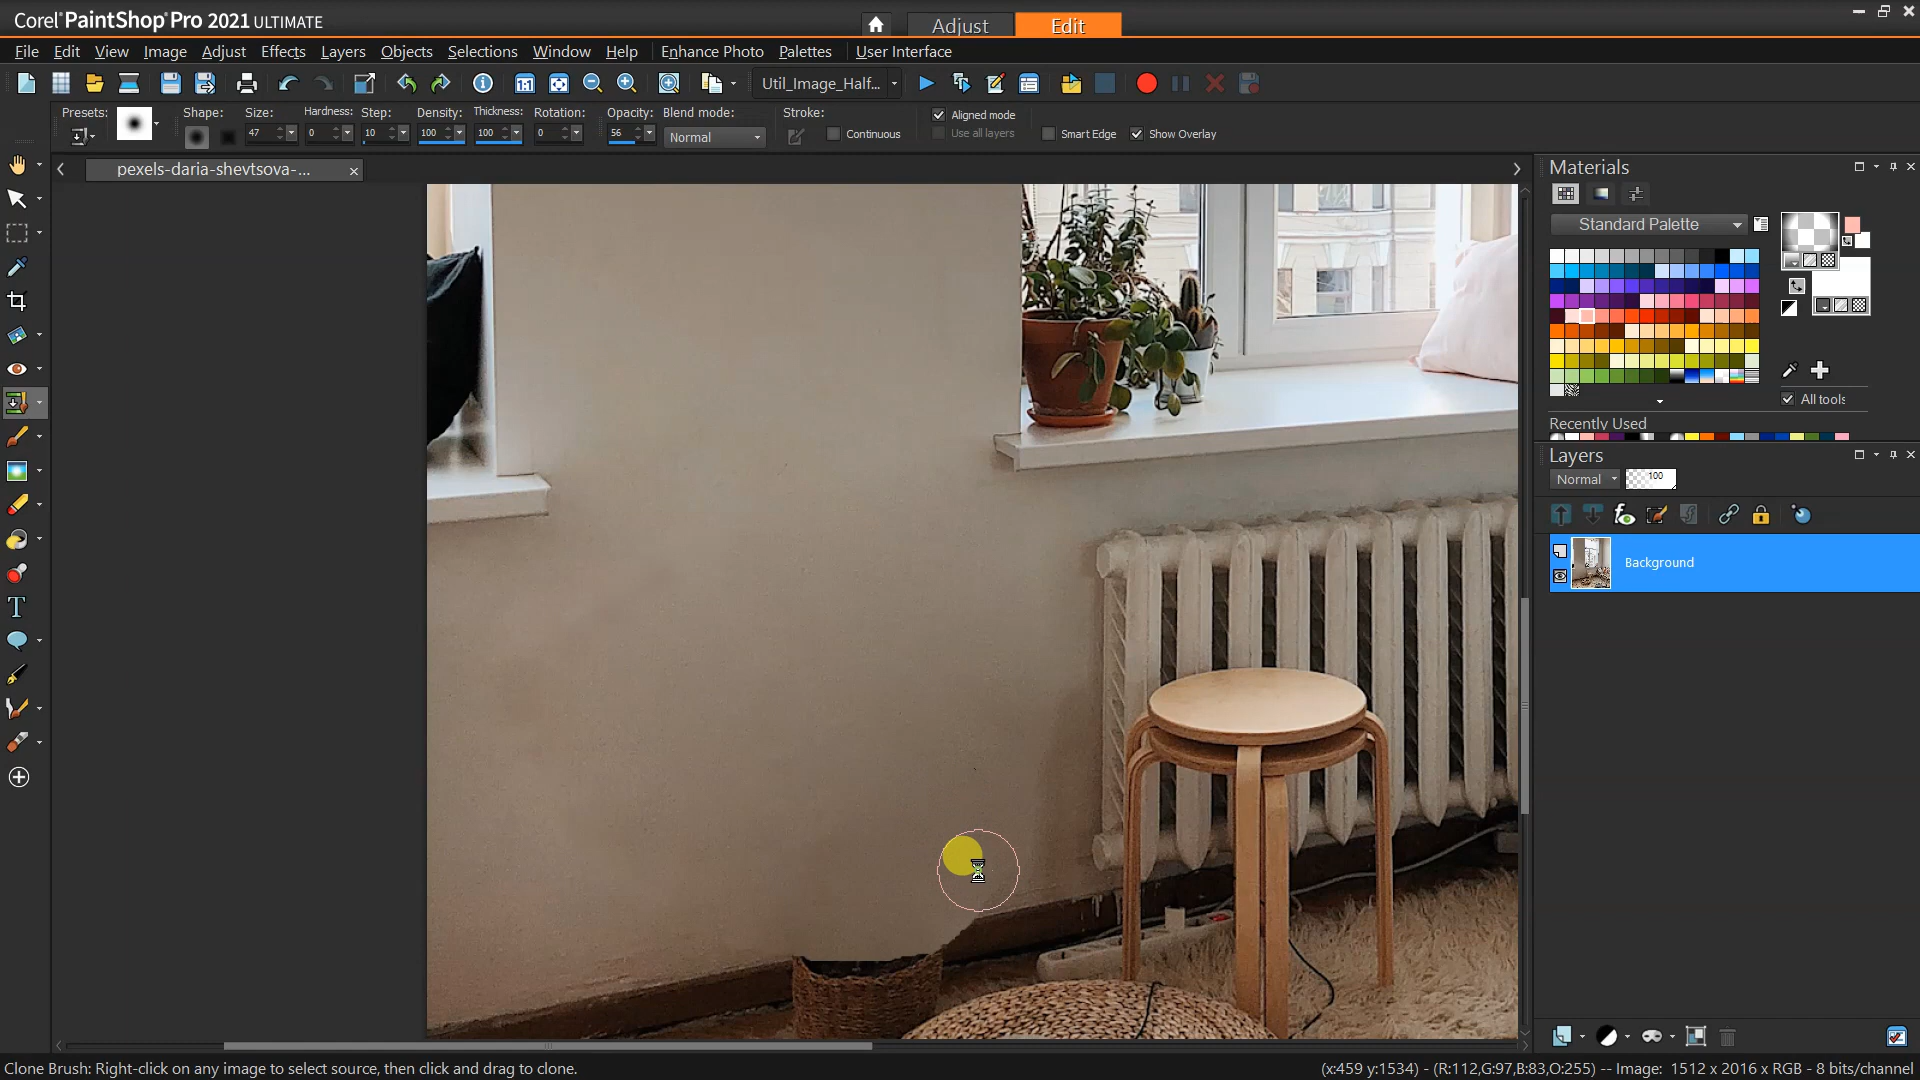 Corel® PaintShop® Pro 2021 ULTIMATE
Adjust
Edit
File Edit View Image Adjust Effects Layers Objects Selections Window Help Enhance Photo Palettes User Interface
1:1
Util_Image_Half...
Presets: Shape: Size: Hardness: Step: Density: Thickness: Rotation: Opacity: Blend mode: Stroke:
Aligned mode
47 0 10 100 100 0 56 Normal Continuous Use all layers Smart Edge Show Overlay
pexels-daria-shevtsova-...
Materials
Standard Palette
All tools
Recently Used
Layers
Normal 100
Background
Clone Brush: Right-click on any image to select source, then click and drag to clone.
(x:459 y:1534) - (R:112,G:97,B:83,O:255) -- Image: 1512 x 2016 x RGB - 8 bits/channel